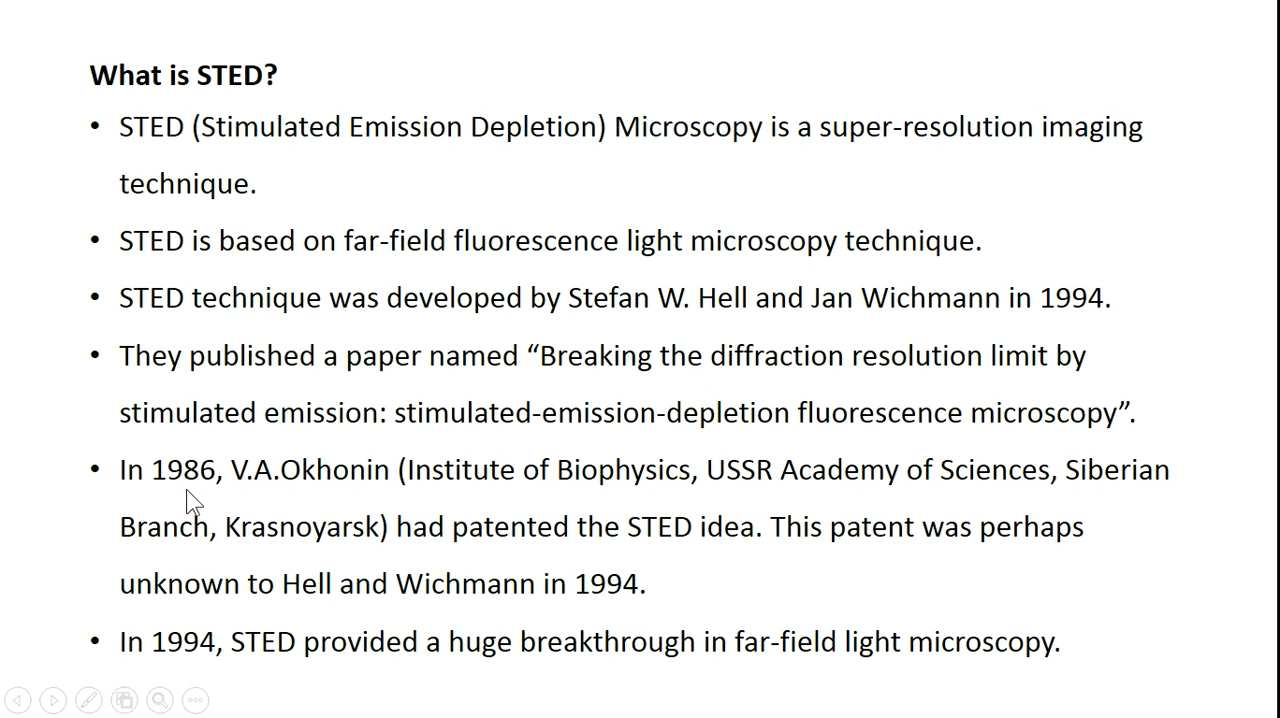 What is STED?
• STED (Stimulated Emission Depletion) Microscopy is a super-resolution imaging
technique.
• STED is based on far-field fluorescence light microscopy technique.
• STED technique was developed by Stefan W. Hell and Jan Wichmann in 1994.
• They published a paper named “Breaking the diffraction resolution limit by
stimulated emission: stimulated-emission-depletion fluorescence microscopy”.
• In 1986, V.A.Okhonin (Institute of Biophysics, USSR Academy of Sciences, Siberian
Branch, Krasnoyarsk) had patented the STED idea. This patent was perhaps
unknown to Hell and Wichmann in 1994.
• In 1994, STED provided a huge breakthrough in far-field light microscopy.